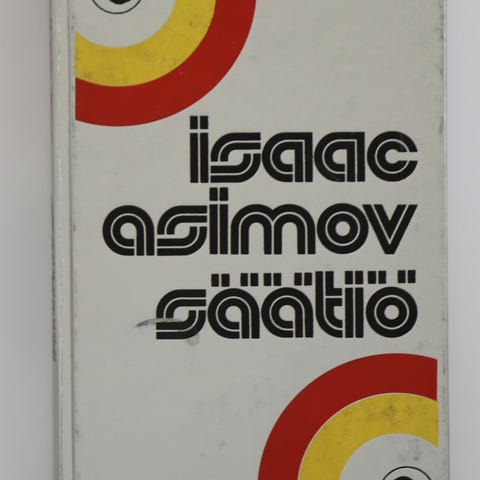 isaac
asimov
säätiö